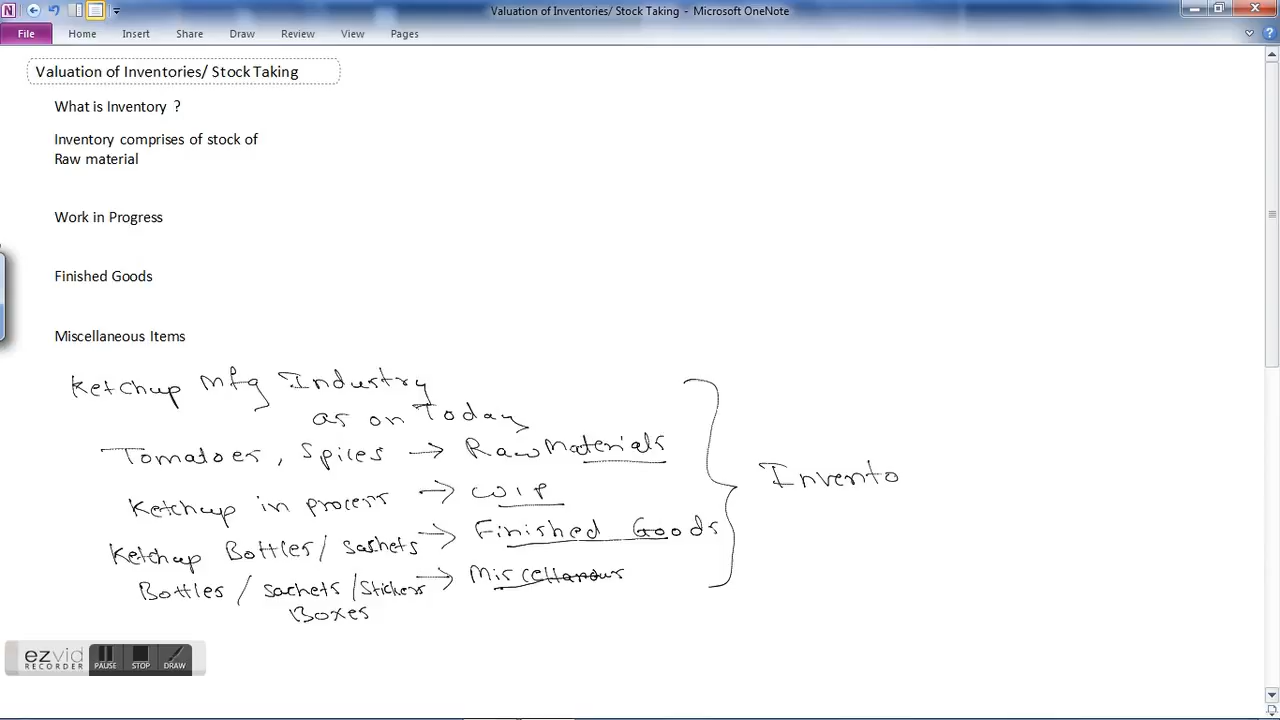 Valuation of Inventories/ Stock Taking - Microsoft OneNote
File Home Insert Share Draw Review View Pages
Valuation of Inventories/ Stock Taking
What is Inventory ?
Inventory comprises of stock of
Raw material
Work in Progress
Finished Goods
Miscellaneous Items
Ketchup Mfg Industry
as on Today
Tomatoes, Spices → Raw Materials
Ketchup in process → WIP
Ketchup Bottles/ sachets → Finished Goods
Bottles / sachets /Stickers → Miscellanous
Boxes
Invento
ezvid
RECORDER
PAUSE STOP DRAW